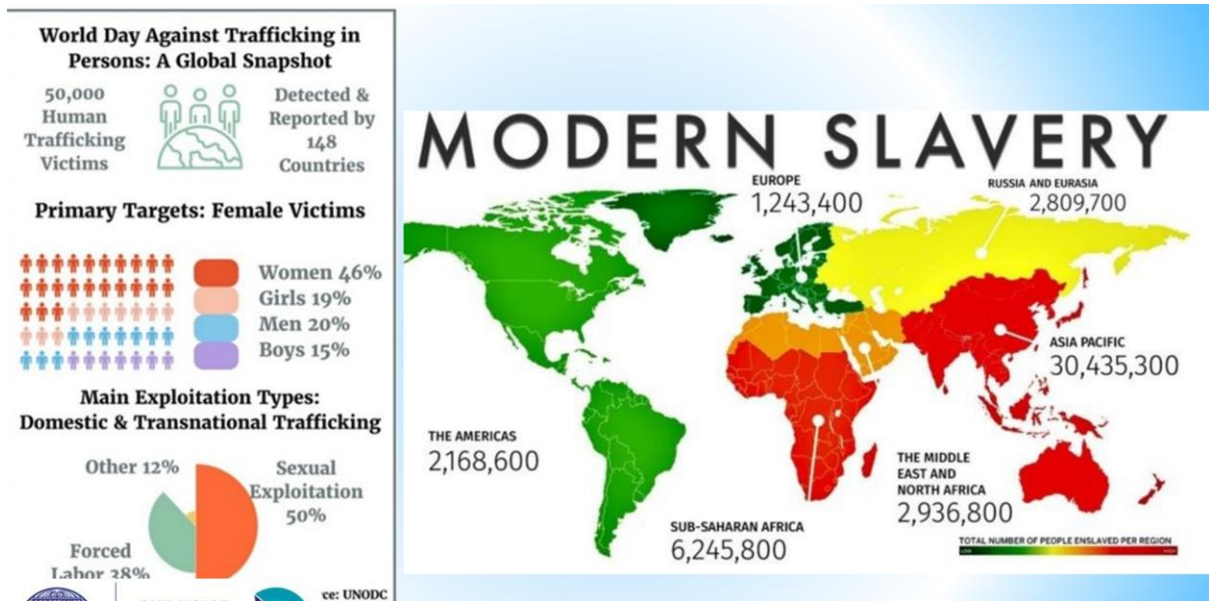 World Day Against Trafficking in
Persons: A Global Snapshot
50,000
Human
Trafficking
Victims
Detected &
Reported by
148
Countries
Primary Targets: Female Victims
Women 46%
Girls 19%
Men 20%
Boys 15%
Main Exploitation Types:
Domestic & Transnational Trafficking
Other 12%
Sexual
Exploitation
50%
Forced
Labor 38%
ce: UNODC
MODERN SLAVERY
EUROPE
1,243,400
RUSSIA AND EURASIA
2,809,700
ASIA PACIFIC
30,435,300
THE AMERICAS
2,168,600
THE MIDDLE
EAST AND
NORTH AFRICA
2,936,800
SUB-SAHARAN AFRICA
6,245,800
TOTAL NUMBER OF PEOPLE ENSLAVED PER REGION
LOW
HIGH